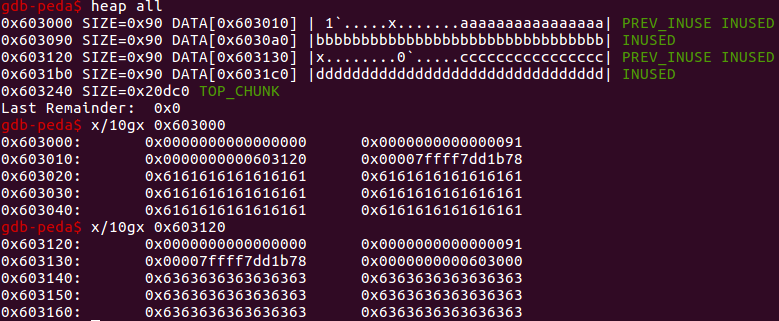 gdb-peda$ heap all
0x603000 SIZE=0x90 DATA[0x603010] | 1`.....x.......aaaaaaaaaaaaaaaa| PREV_INUSE INUSED
0x603090 SIZE=0x90 DATA[0x6030a0] |bbbbbbbbbbbbbbbbbbbbbbbbbbbbbbbb| INUSED
0x603120 SIZE=0x90 DATA[0x603130] |x........0`.....cccccccccccccccc| PREV_INUSE INUSED
0x6031b0 SIZE=0x90 DATA[0x6031c0] |dddddddddddddddddddddddddddddddd| INUSED
0x603240 SIZE=0x20dc0 TOP_CHUNK
Last Remainder:  0x0
gdb-peda$ x/10gx 0x603000
0x603000:	0x0000000000000000	0x0000000000000091
0x603010:	0x0000000000603120	0x00007ffff7dd1b78
0x603020:	0x6161616161616161	0x6161616161616161
0x603030:	0x6161616161616161	0x6161616161616161
0x603040:	0x6161616161616161	0x6161616161616161
gdb-peda$ x/10gx 0x603120
0x603120:	0x0000000000000000	0x0000000000000091
0x603130:	0x00007ffff7dd1b78	0x0000000000603000
0x603140:	0x6363636363636363	0x6363636363636363
0x603150:	0x6363636363636363	0x6363636363636363
0x603160:	0x6363636363636363	0x6363636363636363